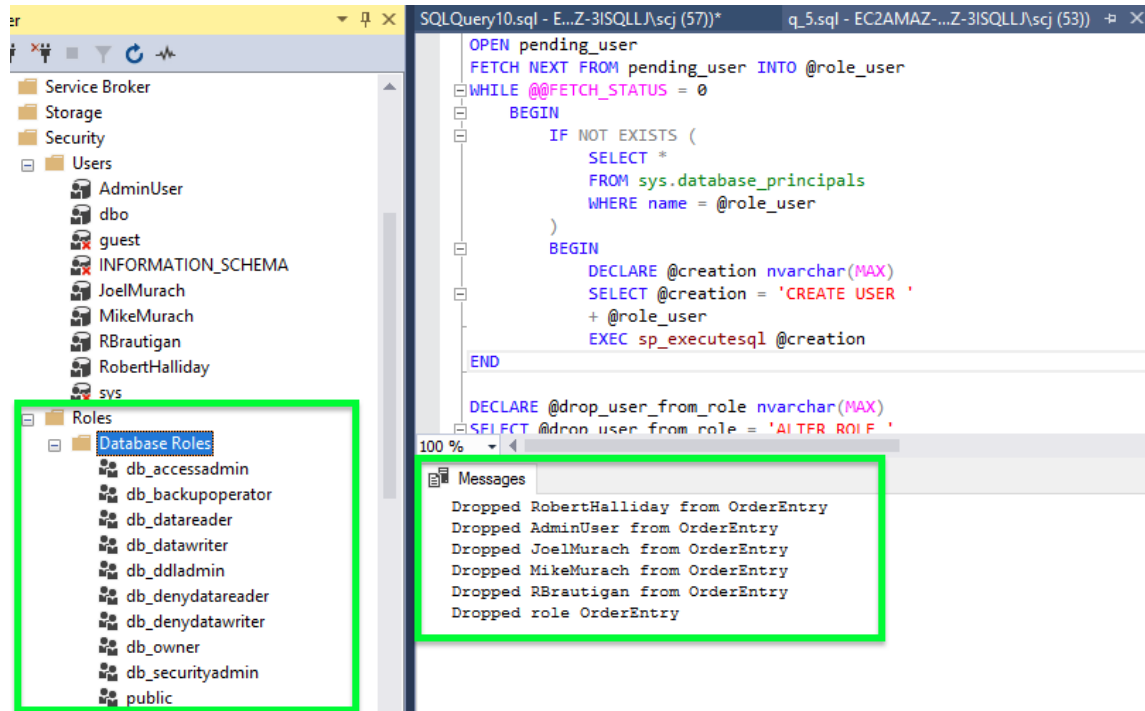 er
SQLQuery10.sql - E...Z-3ISQLLJ\scj (57))*
q_5.sql - EC2AMAZ-...Z-3ISQLLJ\scj (53))
Service Broker
Storage
Security
Users
AdminUser
dbo
guest
INFORMATION_SCHEMA
JoelMurach
MikeMurach
RBrautigan
RobertHalliday
sys
Roles
Database Roles
db_accessadmin
db_backupoperator
db_datareader
db_datawriter
db_ddladmin
db_denydatareader
db_denydatawriter
db_owner
db_securityadmin
public
OPEN pending_user
FETCH NEXT FROM pending_user INTO @role_user
WHILE @@FETCH_STATUS = 0
BEGIN
IF NOT EXISTS (
SELECT *
FROM sys.database_principals
WHERE name = @role_user
)
BEGIN
DECLARE @creation nvarchar(MAX)
SELECT @creation = 'CREATE USER '
+ @role_user
EXEC sp_executesql @creation
END
DECLARE @drop_user_from_role nvarchar(MAX)
SELECT @drop_user_from_role = 'ALTER ROLE '
100 %
Messages
Dropped RobertHalliday from OrderEntry
Dropped AdminUser from OrderEntry
Dropped JoelMurach from OrderEntry
Dropped MikeMurach from OrderEntry
Dropped RBrautigan from OrderEntry
Dropped role OrderEntry